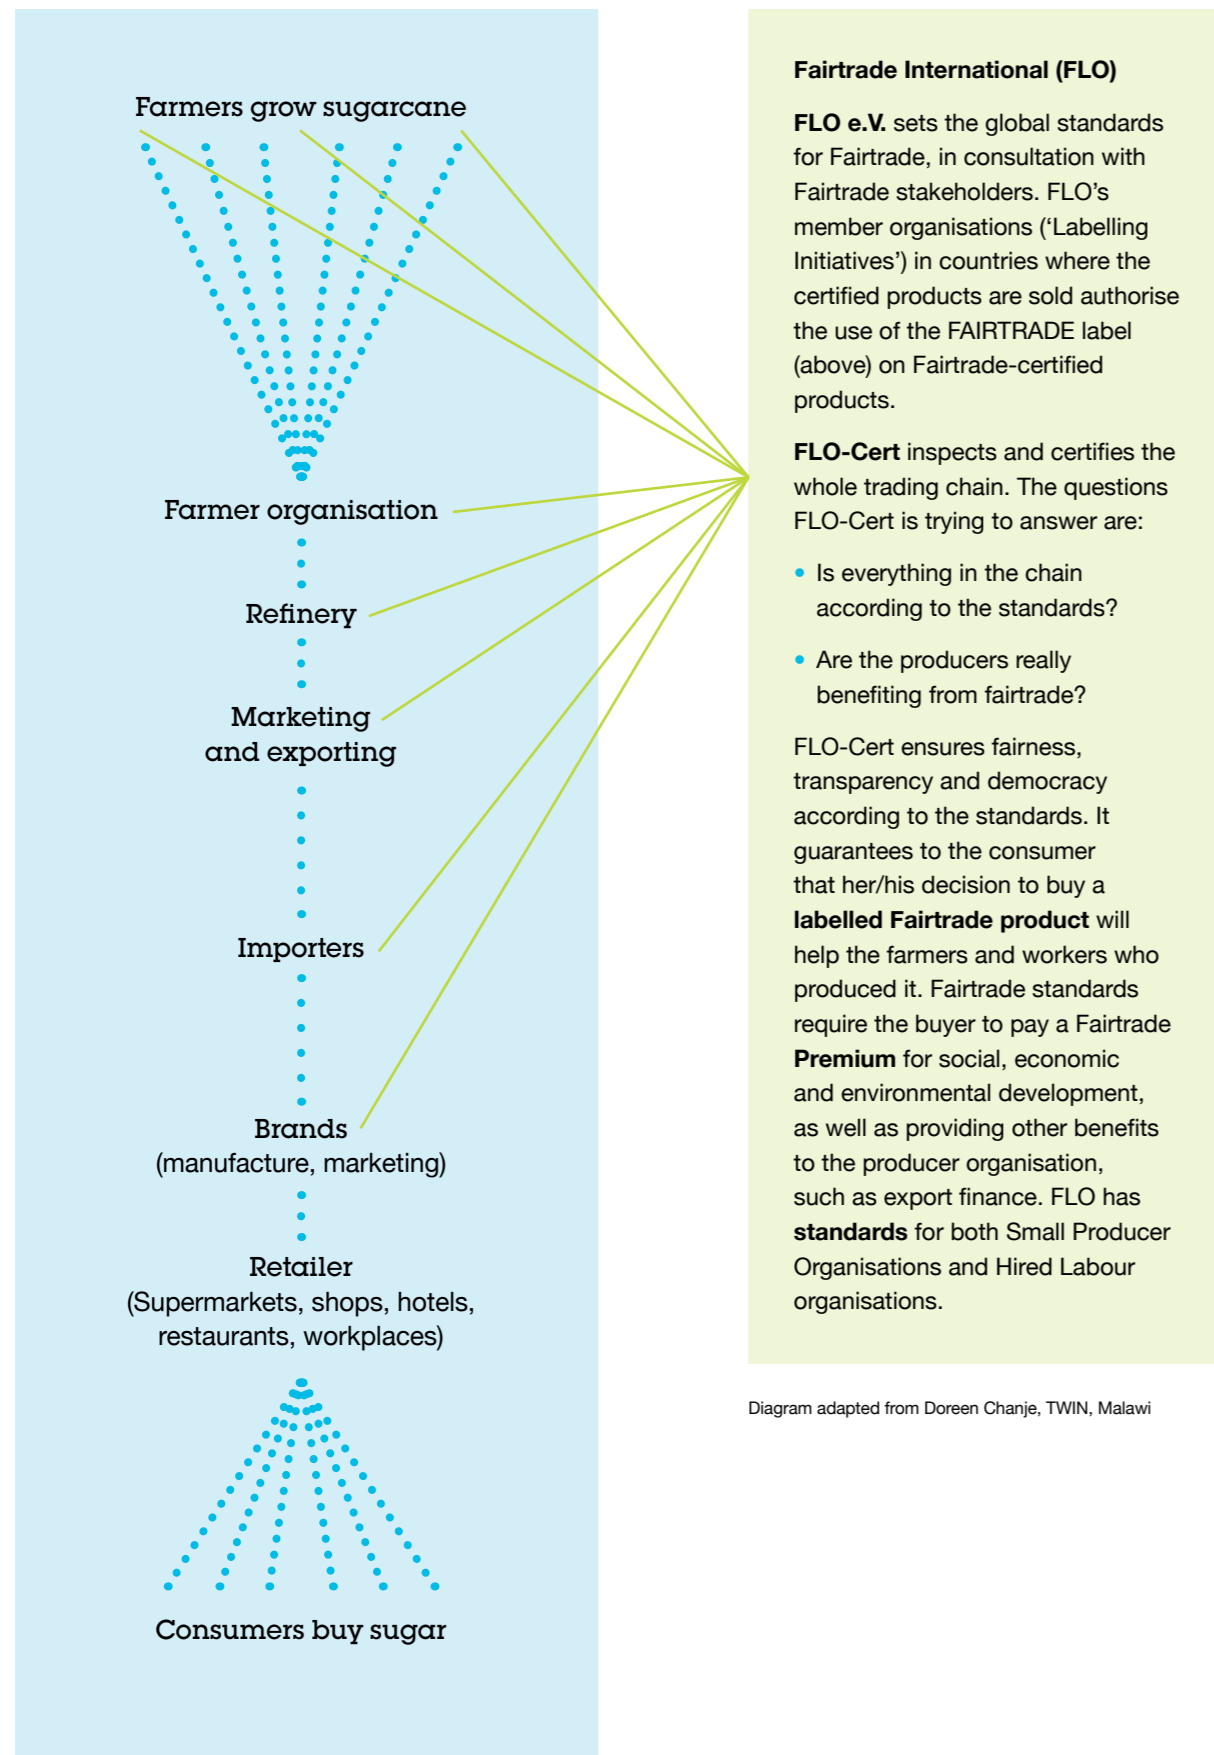 Farmers grow sugarcane
Farmer organisation
Refinery
Marketing
and exporting
Importers
Brands
(manufacture, marketing)
Retailer
(Supermarkets, shops, hotels,
restaurants, workplaces)
Consumers buy sugar
Fairtrade International (FLO)
FLO e.V. sets the global standards
for Fairtrade, in consultation with
Fairtrade stakeholders. FLO’s
member organisations (‘Labelling
Initiatives’) in countries where the
certified products are sold authorise
the use of the FAIRTRADE label
(above) on Fairtrade-certified
products.
FLO-Cert inspects and certifies the
whole trading chain. The questions
FLO-Cert is trying to answer are:
• Is everything in the chain
according to the standards?
• Are the producers really
benefiting from fairtrade?
FLO-Cert ensures fairness,
transparency and democracy
according to the standards. It
guarantees to the consumer
that her/his decision to buy a
labelled Fairtrade product will
help the farmers and workers who
produced it. Fairtrade standards
require the buyer to pay a Fairtrade
Premium for social, economic
and environmental development,
as well as providing other benefits
to the producer organisation,
such as export finance. FLO has
standards for both Small Producer
Organisations and Hired Labour
organisations.
Diagram adapted from Doreen Chanje, TWIN, Malawi